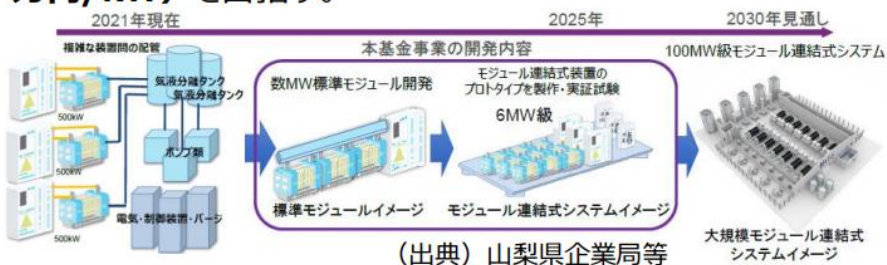 2021年現在
2025年
2030年見通し
複雑な装置間の配管
本基金事業の開発内容
100MW級モジュール連結式システム
気液分離タンク
気液分離タンク
数MW標準モジュール開発
モジュール連結式装置の
プロトタイプを製作・実証試験
500kW
6MW級
ポンプ類
500kW
標準モジュールイメージ
モジュール連結式システムイメージ
電気・制御装置・パージ
500kW
(出典)山梨県企業局等
大規模モジュール連結式
システムイメージ